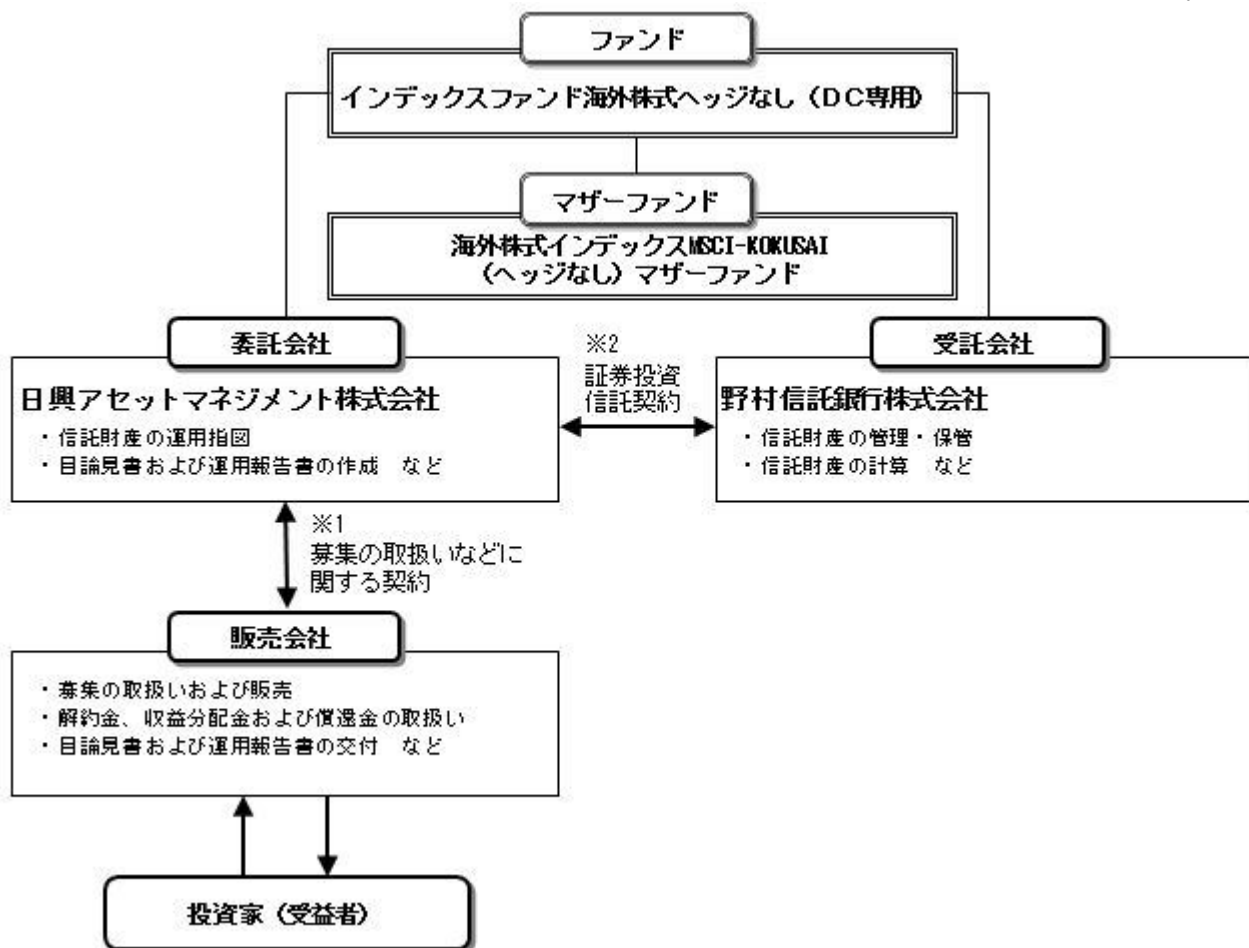 ファンド
インデックスファンド海外株式ヘッジなし(DC専用)
マザーファンド
海外株式インデックスMSCI-KOKUSAI
(ヘッジなし)マザーファンド
委託会社
日興アセットマネジメント株式会社
・信託財産の運用指図
・目論見書および運用報告書の作成 など
※2
証券投資
信託契約
受託会社
野村信託銀行株式会社
・信託財産の管理・保管
・信託財産の計算 など
※1
募集の取扱いなどに
関する契約
販売会社
・募集の取扱いおよび販売
・解約金、収益分配金および償還金の取扱い
・目論見書および運用報告書の交付 など
投資家(受益者)